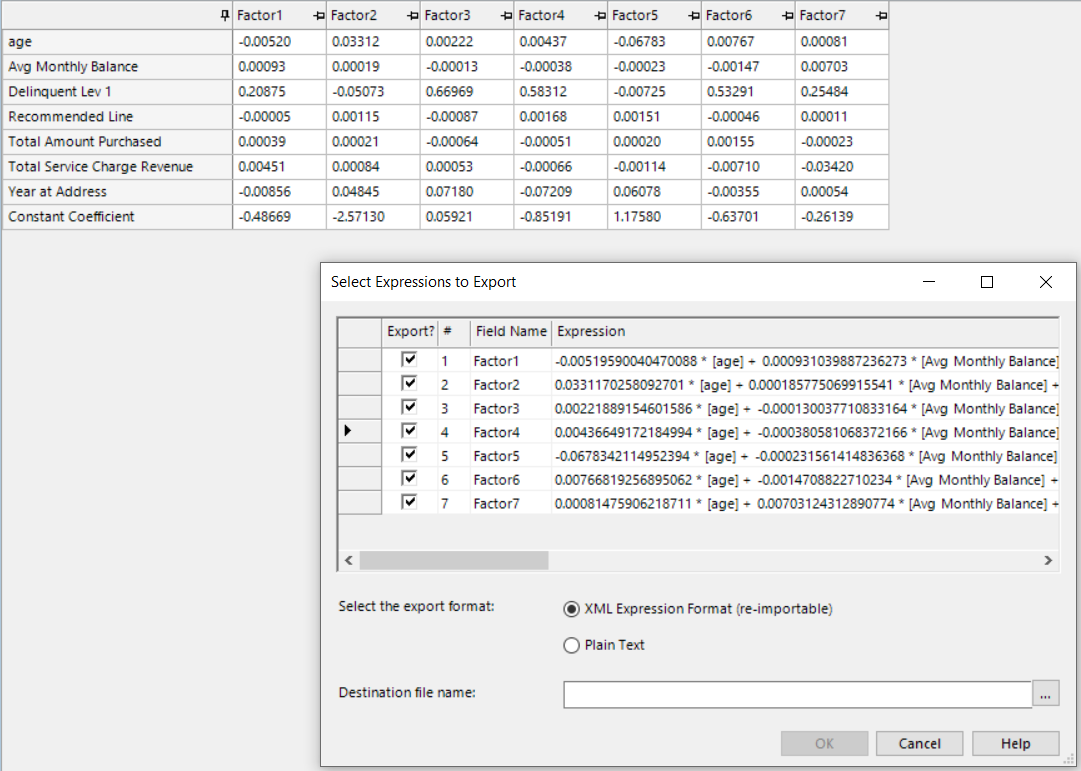 Factor1 Factor2 Factor3 Factor4 Factor5 Factor6 Factor7
age -0.00520 0.03312 0.00222 0.00437 -0.06783 0.00767 0.00081
Avg Monthly Balance 0.00093 0.00019 -0.00013 -0.00038 -0.00023 -0.00147 0.00703
Delinquent Lev 1 0.20875 -0.05073 0.66969 0.58312 -0.00725 0.53291 0.25484
Recommended Line -0.00005 0.00115 -0.00087 0.00168 0.00151 -0.00046 0.00011
Total Amount Purchased 0.00039 0.00021 -0.00064 -0.00051 0.00020 0.00155 -0.00023
Total Service Charge Revenue 0.00451 0.00084 0.00053 -0.00066 -0.00114 -0.00710 -0.03420
Year at Address -0.00856 0.04845 0.07180 -0.07209 0.06078 -0.00355 0.00054
Constant Coefficient -0.48669 -2.57130 0.05921 -0.85191 1.17580 -0.63701 -0.26139
Select Expressions to Export
Export? # Field Name Expression
1 Factor1 -0.00519590040470088 * [age] + 0.000931039887236273 * [Avg Monthly Balance]
2 Factor2 0.0331170258092701 * [age] + 0.000185775069915541 * [Avg Monthly Balance] +
3 Factor3 0.00221889154601586 * [age] + -0.000130037710833164 * [Avg Monthly Balance]
4 Factor4 0.00436649172184994 * [age] + -0.000380581068372166 * [Avg Monthly Balance]
5 Factor5 -0.0678342114952394 * [age] + -0.000231561414836368 * [Avg Monthly Balance]
6 Factor6 0.00766819256895062 * [age] + -0.0014708822710234 * [Avg Monthly Balance] +
7 Factor7 0.00081475906218711 * [age] + 0.00703124312890774 * [Avg Monthly Balance] +
Select the export format:
XML Expression Format (re-importable)
Plain Text
Destination file name:
...
OK Cancel Help